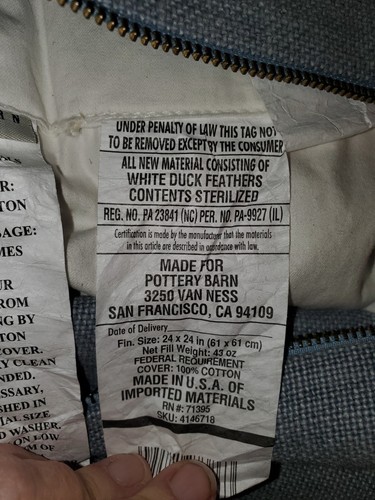 UNDER PENALTY OF LAW THIS TAG NOT
TO BE REMOVED EXCEPT BY THE CONSUMER
ALL NEW MATERIAL CONSISTING OF
WHITE DUCK FEATHERS
CONTENTS STERILIZED
REG. NO. PA 23841 (NC) PER. NO. PA-9927 (IL)
Certification is made by the manufacturer that the materials
in this article are described in accordance with law.
MADE FOR
POTTERY BARN
3250 VAN NESS
SAN FRANCISCO, CA 94109
Date of Delivery
Fin. Size: 24 x 24 in (61 x 61 cm)
Net Fill Weight: 43 oz
FEDERAL REQUIREMENT
COVER: 100% COTTON
MADE IN U.S.A. OF
IMPORTED MATERIALS
RN #: 71395
SKU: 4146718
R:
TON
AGE:
MES
UR
ROM
NG BY
TON
COVER.
Y CLEAN
NDED.
SSARY,
SHED IN
IAL SIZE
D WASHER.
ON LOW
M OF